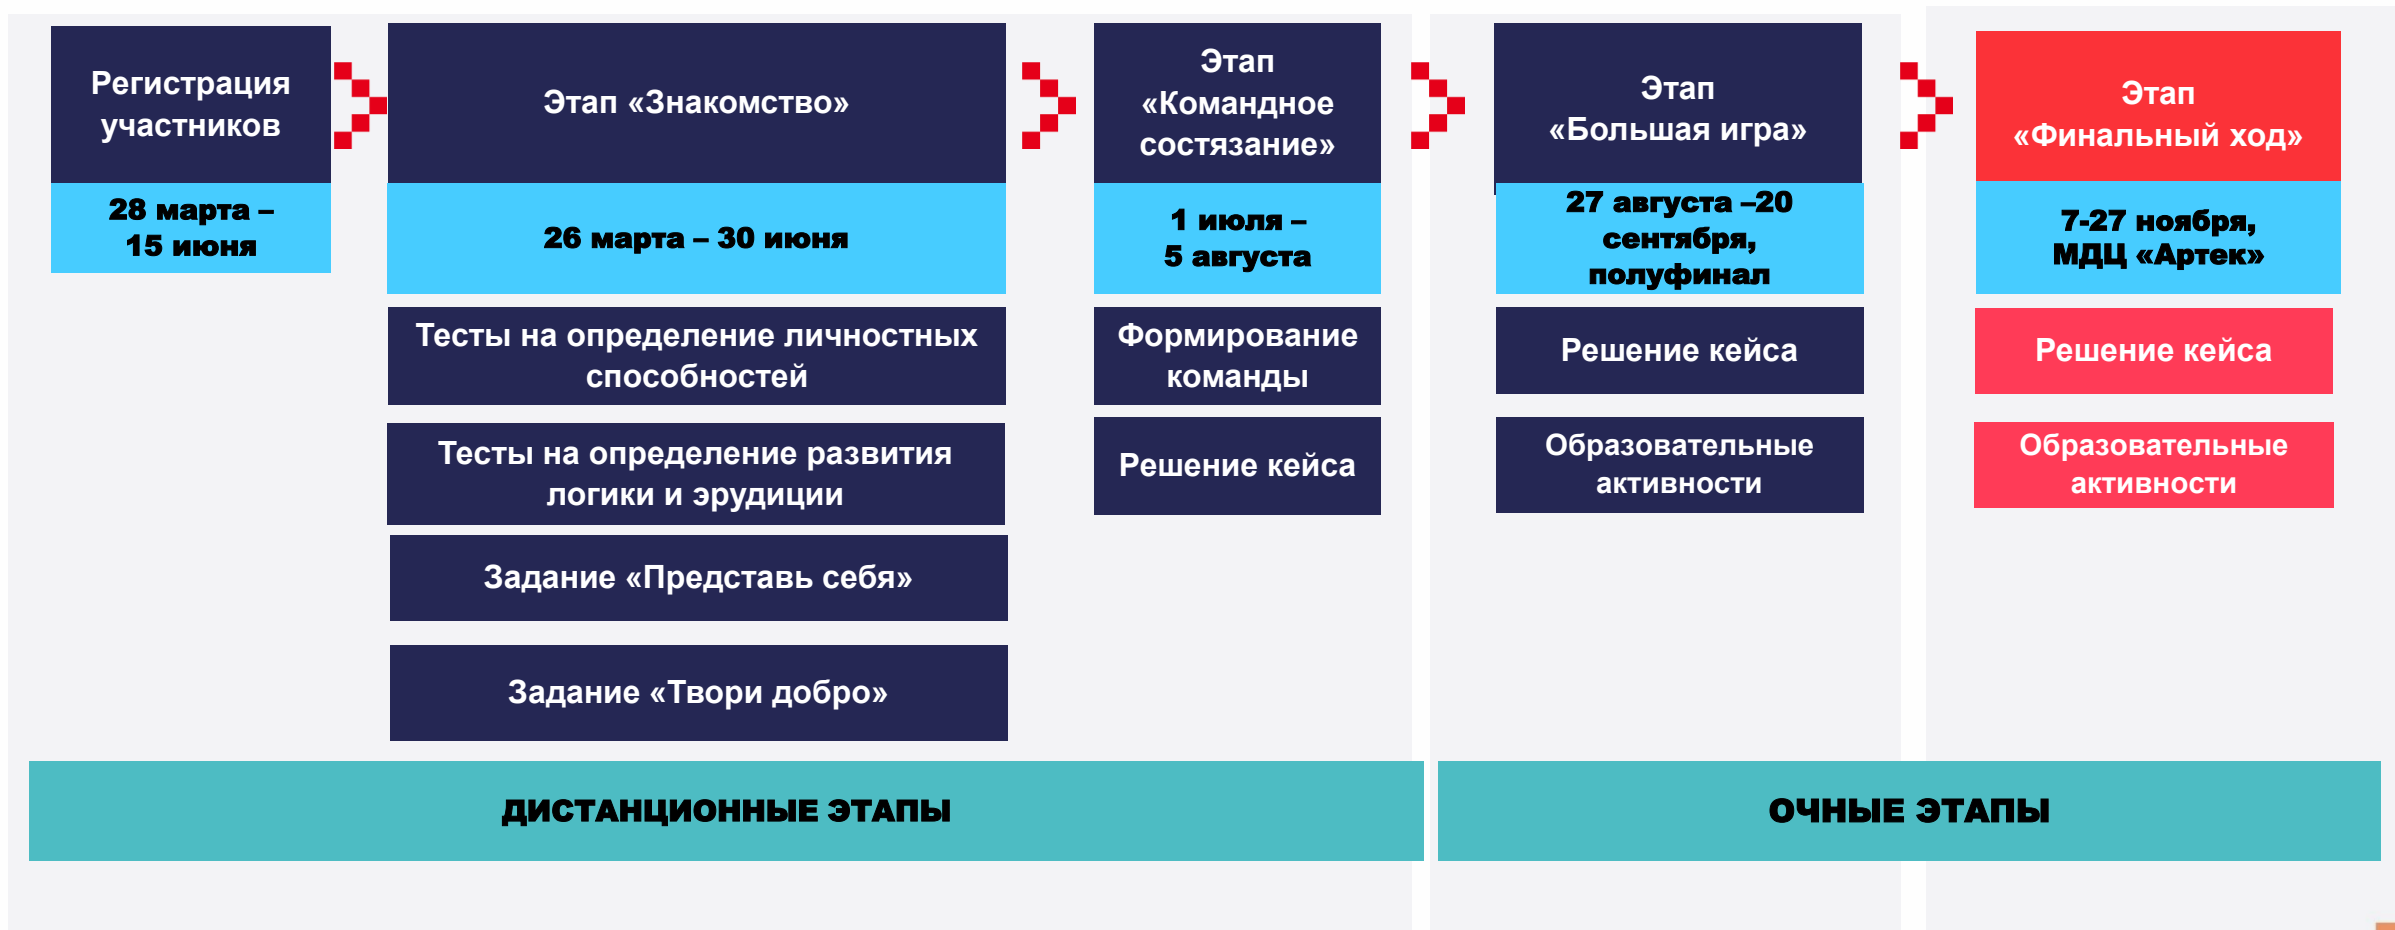 Регистрация
участников
28 марта –
15 июня
Этап «Знакомство»
26 марта – 30 июня
Тесты на определение личностных
способностей
Тесты на определение развития
логики и эрудиции
Задание «Представь себя»
Задание «Твори добро»
Этап
«Командное
состязание»
1 июля –
5 августа
Формирование
команды
Решение кейса
Этап
«Большая игра»
27 августа –20
сентября,
полуфинал
Решение кейса
Образовательные
активности
Этап
«Финальный ход»
7-27 ноября,
МДЦ «Артек»
Решение кейса
Образовательные
активности
ДИСТАНЦИОННЫЕ ЭТАПЫ
ОЧНЫЕ ЭТАПЫ